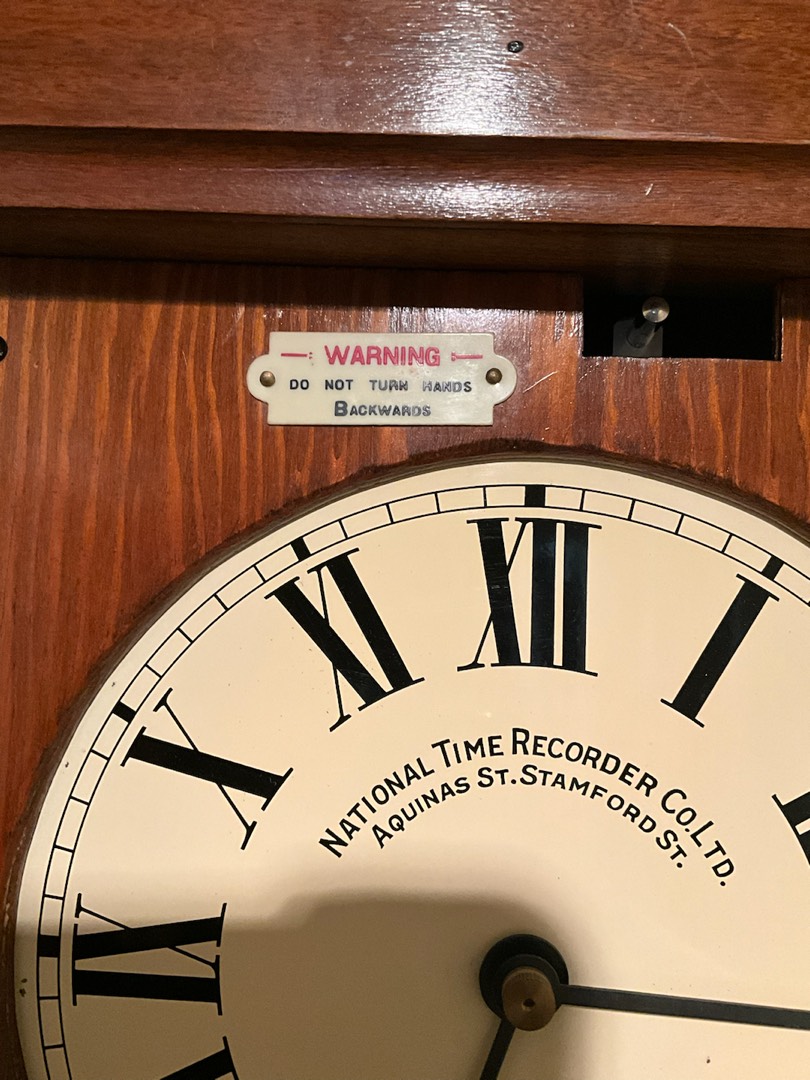 WARNING
DO NOT TURN HANDS
BACKWARDS
XII
XI
I
X
IX
NATIONAL TIME RECORDER CO. LTD.
AQUINAS ST. STAMFORD ST.